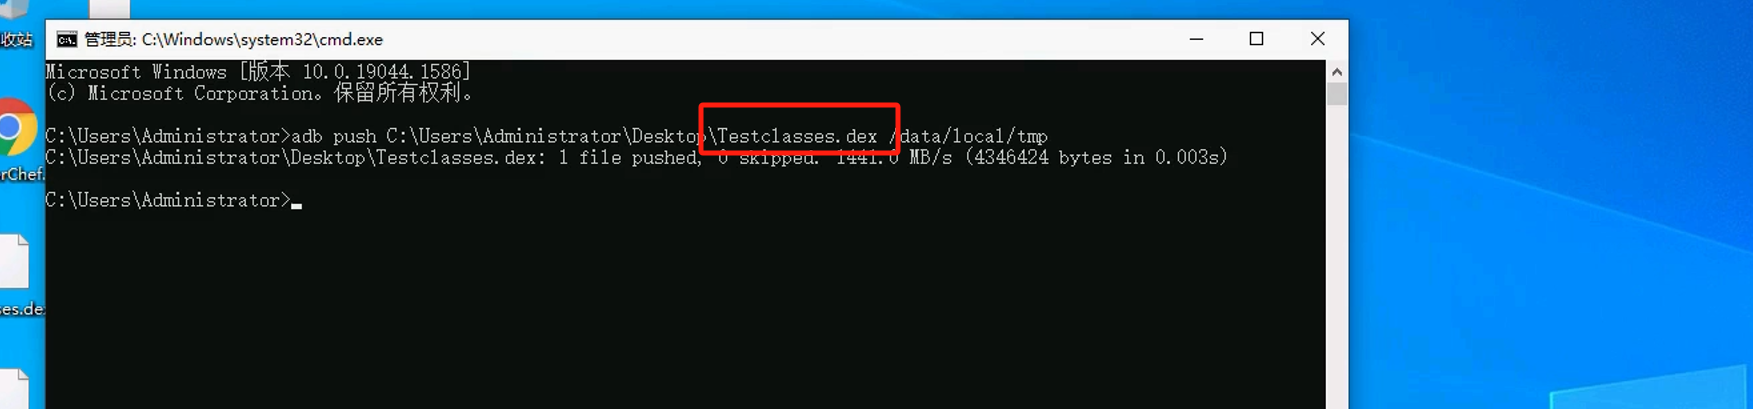 收站
管理员: C:\Windows\system32\cmd.exe
Microsoft Windows [版本 10.0.19044.1586]
(c) Microsoft Corporation。保留所有权利。
C:\Users\Administrator>adb push C:\Users\Administrator\Desktop\Testclasses.dex /data/local/tmp
C:\Users\Administrator\Desktop\Testclasses.dex: 1 file pushed, 0 skipped. 1441.0 MB/s (4346424 bytes in 0.003s)
rChef.
C:\Users\Administrator>
ses.dex